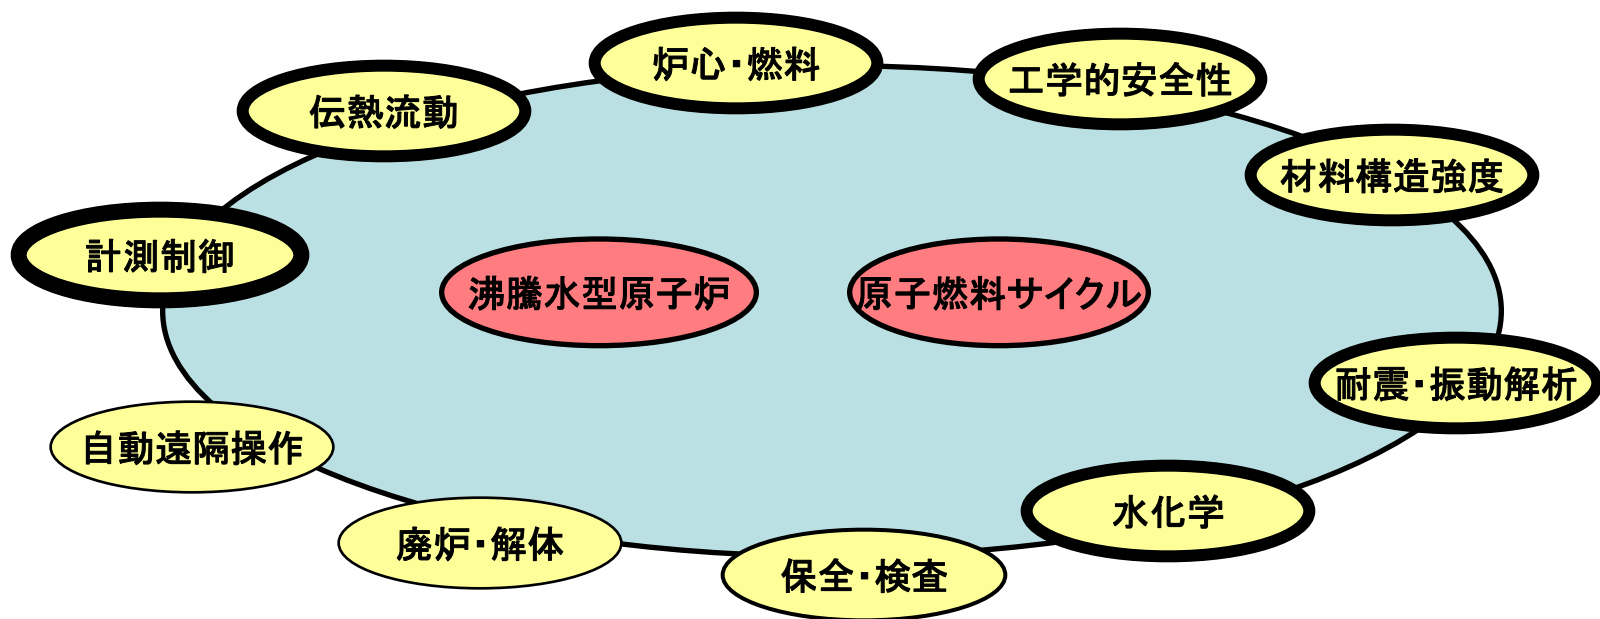 炉心・燃料
工学的安全性
伝熱流動
材料構造強度
計測制御
沸騰水型原子炉
原子燃料サイクル
耐震・振動解析
自動遠隔操作
水化学
廃炉・解体
保全・検査